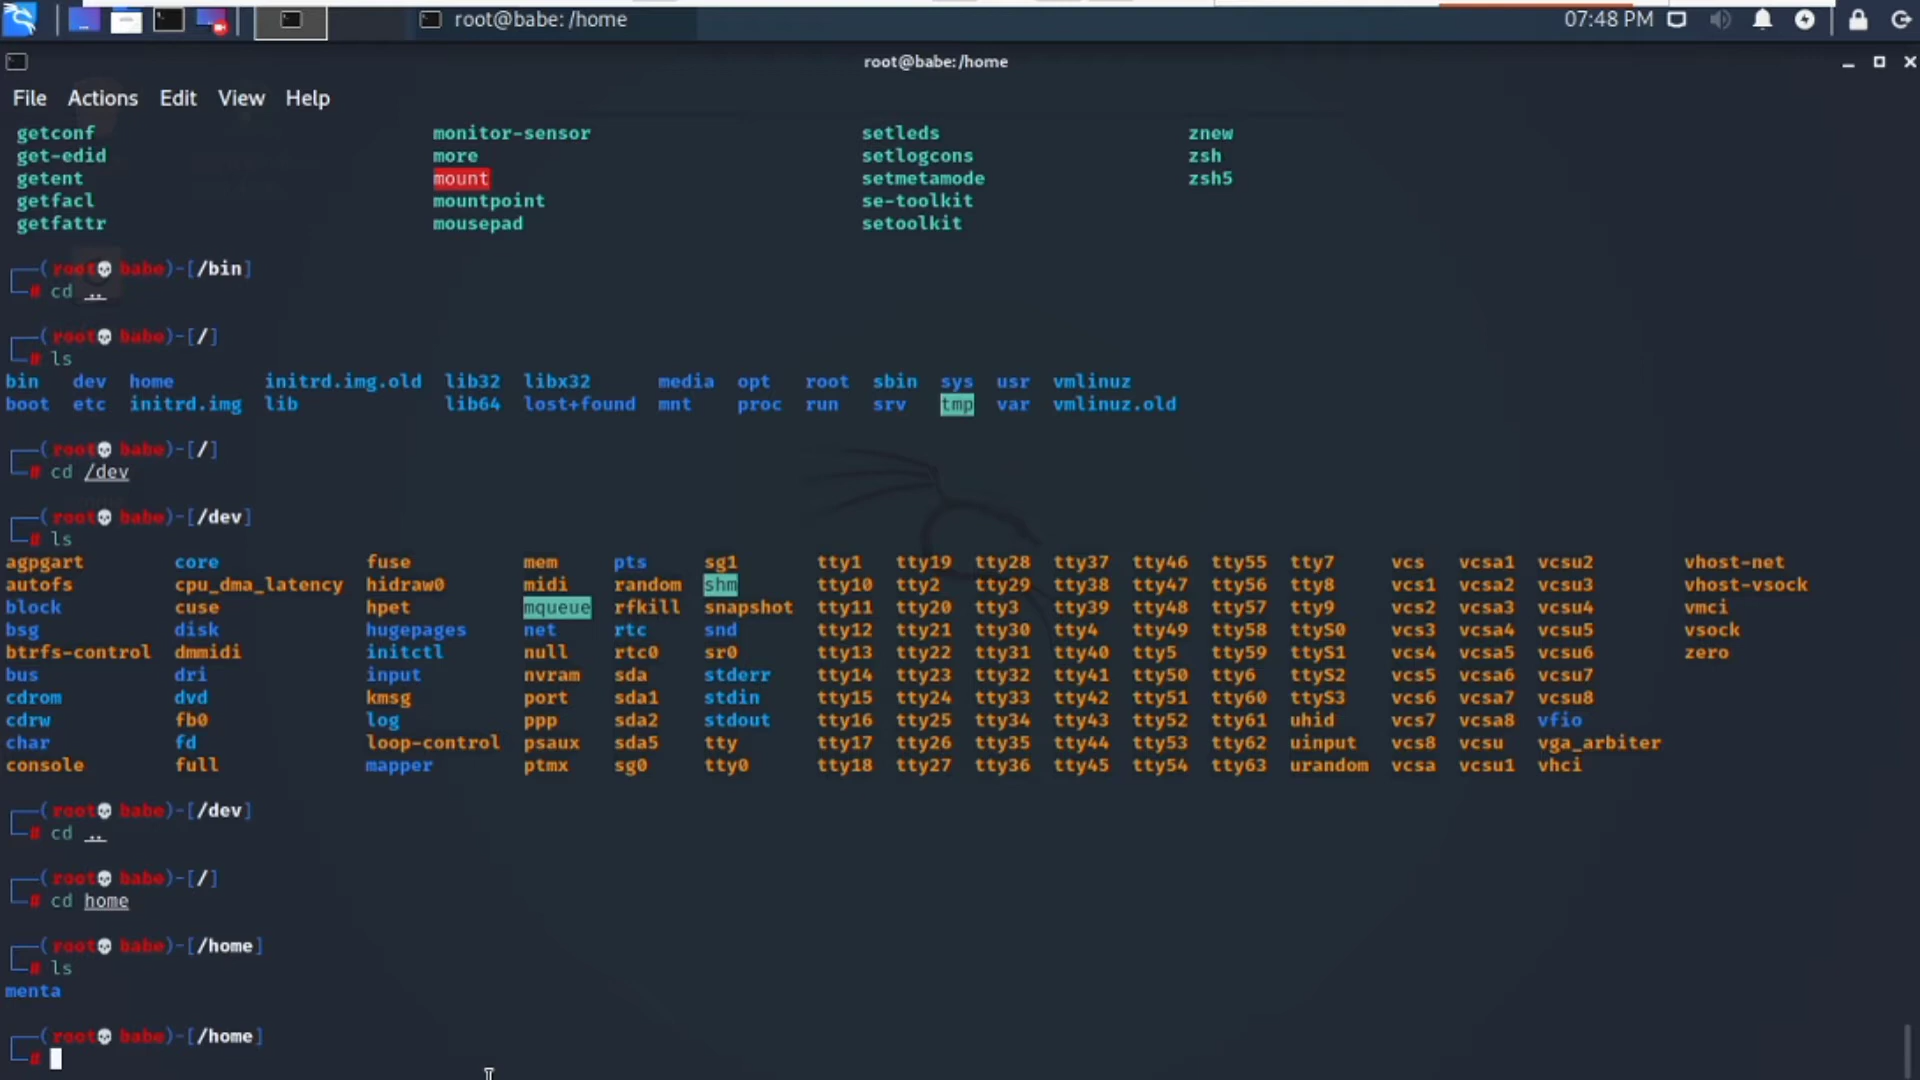 root@babe: /home
07:48 PM
root@babe:/home
File Actions Edit View Help
getconf monitor-sensor setleds znew
get-edid more setlogcons zsh
getent mount setmetamode zsh5
getfacl mountpoint se-toolkit
getfattr mousepad setoolkit
┌──(root💀babe)-[/bin]
└─# cd ..
┌──(root💀babe)-[/]
└─# ls
bin dev home initrd.img.old lib32 libx32 media opt root sbin sys usr vmlinuz
boot etc initrd.img lib lib64 lost+found mnt proc run srv tmp var vmlinuz.old
┌──(root💀babe)-[/]
└─# cd /dev
┌──(root💀babe)-[/dev]
└─# ls
agpgart core fuse mem pts sg1 tty1 tty19 tty28 tty37 tty46 tty55 tty7 vcs vcsa1 vcsu2 vhost-net
autofs cpu_dma_latency hidraw0 midi random shm tty10 tty2 tty29 tty38 tty47 tty56 tty8 vcs1 vcsa2 vcsu3 vhost-vsock
block cuse hpet mqueue rfkill snapshot tty11 tty20 tty3 tty39 tty48 tty57 tty9 vcs2 vcsa3 vcsu4 vmci
bsg disk hugepages net rtc snd tty12 tty21 tty30 tty4 tty49 tty58 ttyS0 vcs3 vcsa4 vcsu5 vsock
btrfs-control dmmidi initctl null rtc0 sr0 tty13 tty22 tty31 tty40 tty5 tty59 ttyS1 vcs4 vcsa5 vcsu6 zero
bus dri input nvram sda stderr tty14 tty23 tty32 tty41 tty50 tty6 ttyS2 vcs5 vcsa6 vcsu7
cdrom dvd kmsg port sda1 stdin tty15 tty24 tty33 tty42 tty51 tty60 ttyS3 vcs6 vcsa7 vcsu8
cdrw fb0 log ppp sda2 stdout tty16 tty25 tty34 tty43 tty52 tty61 uhid vcs7 vcsa8 vfio
char fd loop-control psaux sda5 tty tty17 tty26 tty35 tty44 tty53 tty62 uinput vcs8 vcsu vga_arbiter
console full mapper ptmx sg0 tty0 tty18 tty27 tty36 tty45 tty54 tty63 urandom vcsa vcsu1 vhci
┌──(root💀babe)-[/dev]
└─# cd ..
┌──(root💀babe)-[/]
└─# cd home
┌──(root💀babe)-[/home]
└─# ls
menta
┌──(root💀babe)-[/home]
└─#